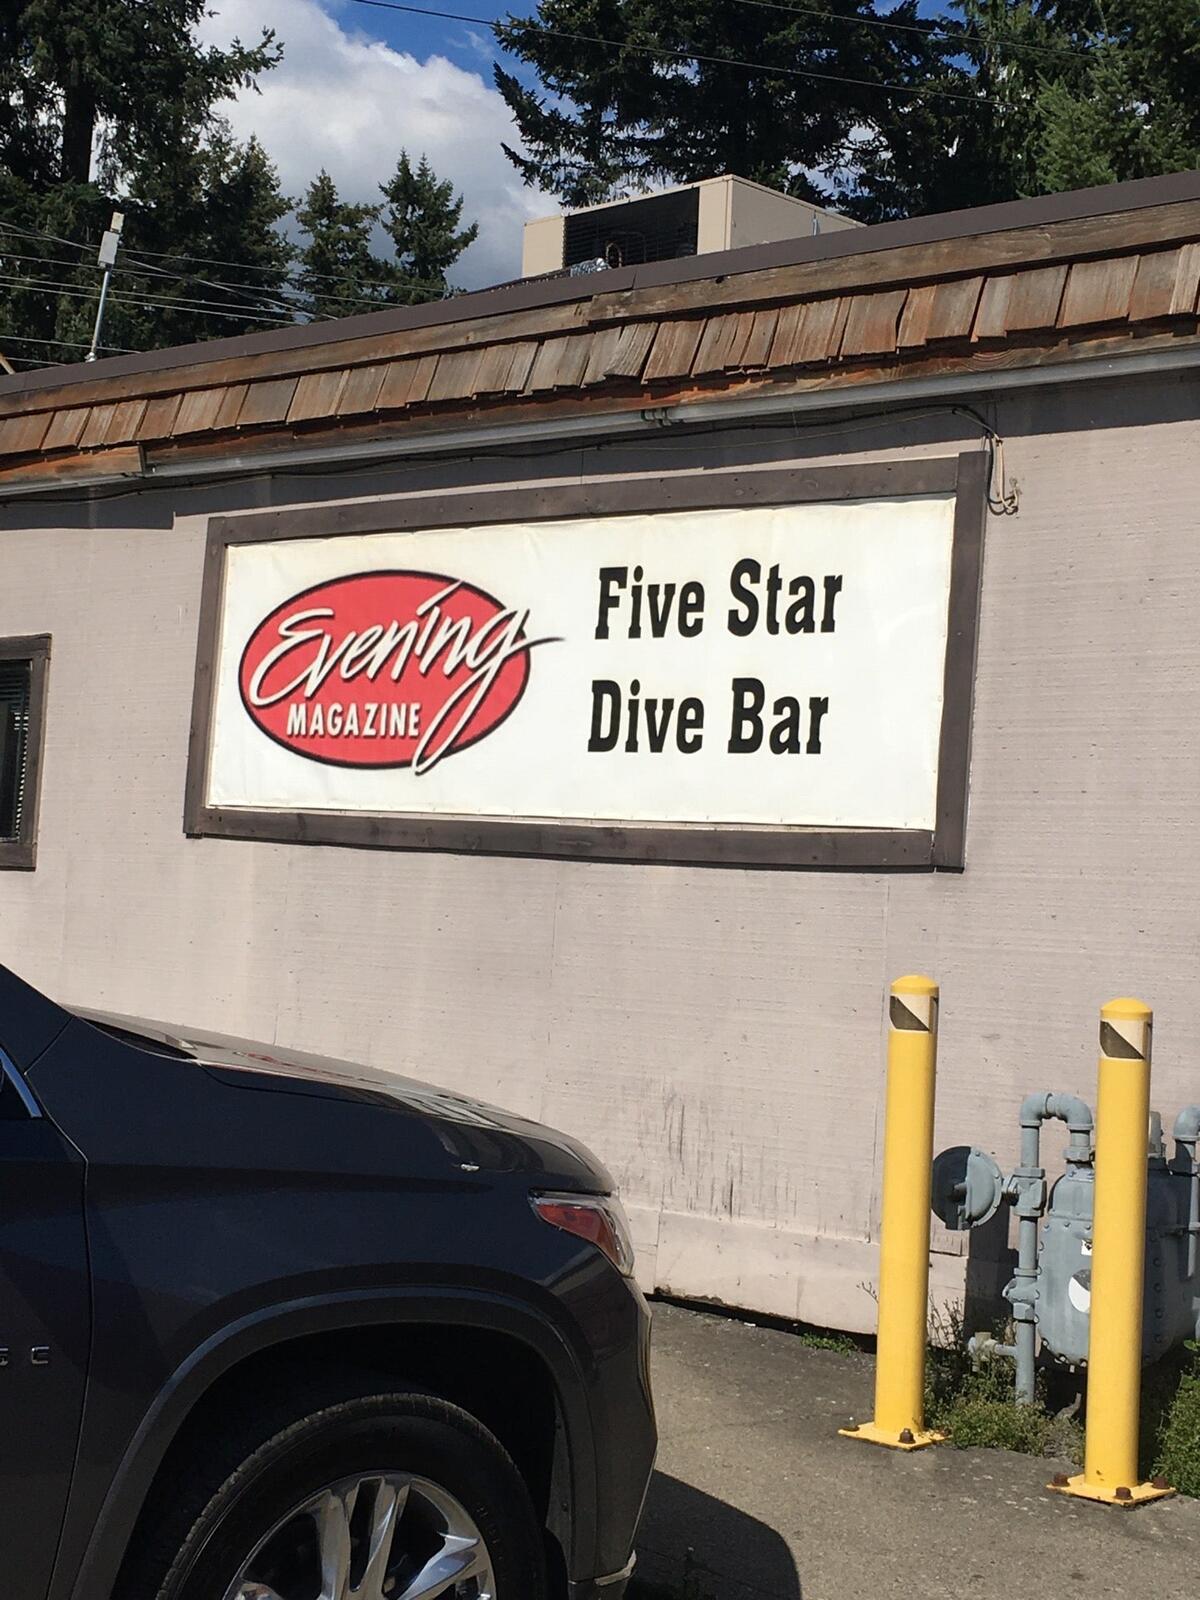 Evening
MAGAZINE
Five Star
Dive Bar